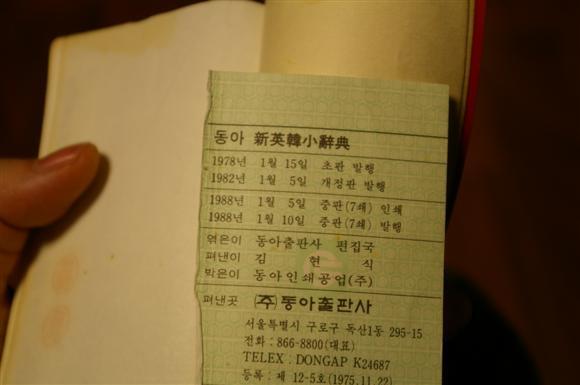 동아 新英韓小辭典
1978년 1월 15일 초판 발행
1982년 1월 5일 개정판 발행
1988년 1월 5일 중판(7쇄) 인쇄
1988년 1월 10일 중판(7쇄) 발행
엮은이 동아출판사 편집국
펴낸이 김 현 식
박은이 동아인쇄공업(주)
펴낸곳 ㈜동아출판사
서울특별시 구로구 독산1동 295-15
전화 : 866-8800(대표)
TELEX : DONGAP K24687
등록 : 제 12-5호(1975.11.22)